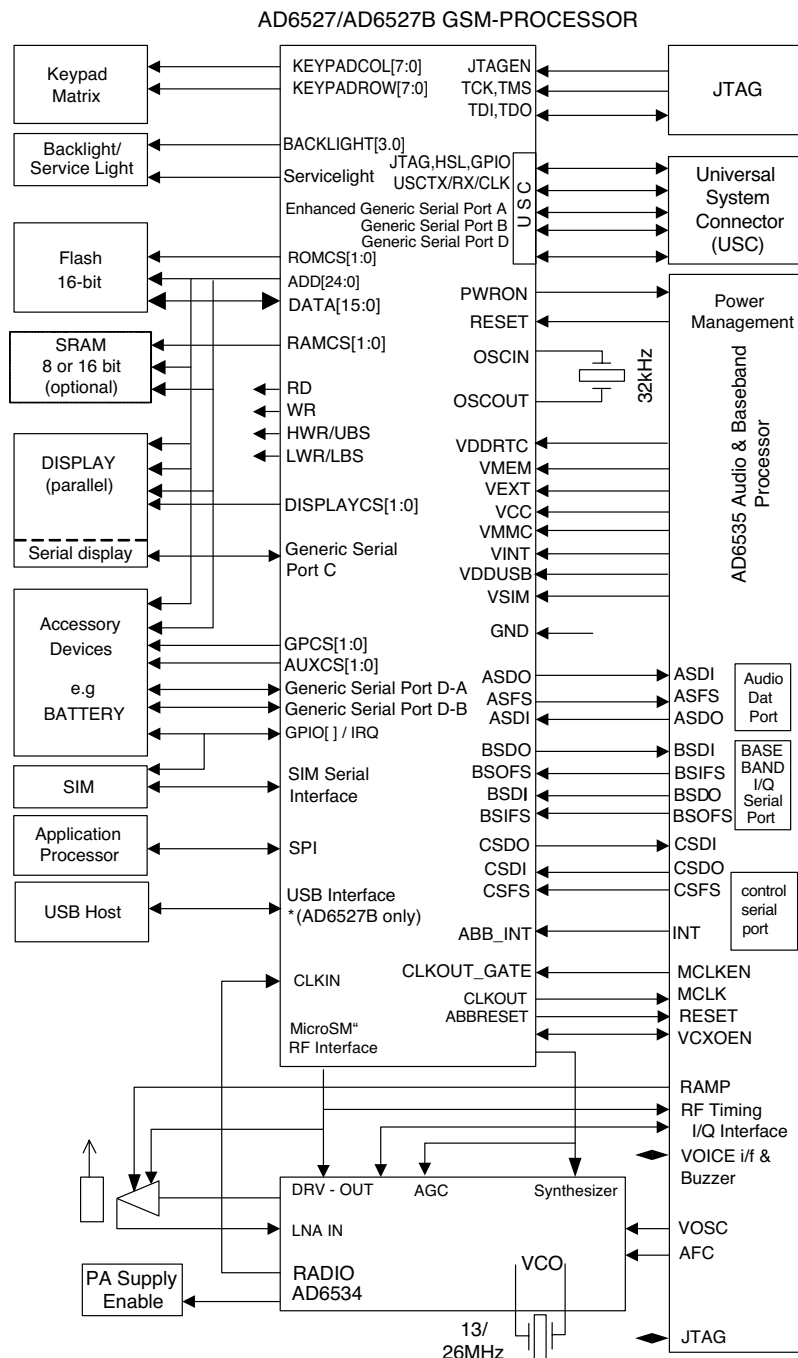 AD6527/AD6527B GSM-PROCESSOR
Keypad
Matrix
Backlight/
Service Light
Flash
16-bit
SRAM
8 or 16 bit
(optional)
DISPLAY
(parallel)
Serial display
Accessory
Devices
e.g
BATTERY
SIM
Application
Processor
USB Host
KEYPADCOL[7:0]
KEYPADROW[7:0]
BACKLIGHT[3.0]
Servicelight
ROMCS[1:0]
ADD[24:0]
DATA[15:0]
RAMCS[1:0]
RD
WR
HWR/UBS
LWR/LBS
DISPLAYCS[1:0]
Generic Serial
Port C
GPCS[1:0]
AUXCS[1:0]
Generic Serial Port D-A
Generic Serial Port D-B
GPIO[ ] / IRQ
SIM Serial
Interface
SPI
USB Interface
*(AD6527B only)
CLKIN
MicroSM“
RF Interface
JTAGEN
TCK,TMS
TDI,TDO
JTAG,HSL,GPIO
USCTX/RX/CLK
Enhanced Generic Serial Port A
Generic Serial Port B
Generic Serial Port D
USC
PWRON
RESET
OSCIN
OSCOUT
32kHz
VDDRTC
VMEM
VEXT
VCC
VMMC
VINT
VDDUSB
VSIM
GND
ASDO
ASFS
ASDI
BSDO
BSOFS
BSDI
BSIFS
CSDO
CSDI
CSFS
ABB_INT
CLKOUT_GATE
CLKOUT
ABBRESET
JTAG
Universal
System
Connector
(USC)
Power
Management
AD6535 Audio & Baseband
Processor
ASDI
ASFS
ASDO
Audio
Dat
Port
BSDI
BSIFS
BSDO
BSOFS
BASE
BAND
I/Q
Serial
Port
CSDI
CSDO
CSFS
control
serial
port
INT
MCLKEN
MCLK
RESET
VCXOEN
RAMP
RF Timing
I/Q Interface
VOICE i/f &
Buzzer
VOSC
AFC
JTAG
DRV - OUT
AGC
Synthesizer
LNA IN
RADIO
AD6534
VCO
PA Supply
Enable
13/
26MHz